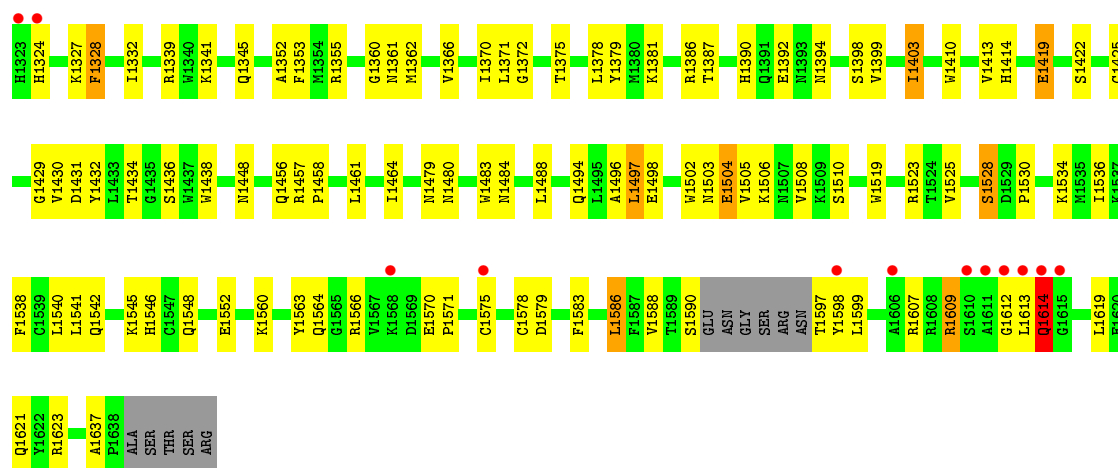 H1323 H1324 K1327 F1328 I1332 R1339 W1340 K1341 Q1345 A1352 F1353 M1354 R1355 G1360 N1361 M1362 V1366 I1370 L1371 G1372 T1375 L1378 Y1379 M1380 K1381 R1386 T1387 H1390 Q1391 E1392 N1393 N1394 S1398 V1399 I1403 W1410 V1413 H1414 E1419 S1422
G1429 V1430 D1431 Y1432 L1433 T1434 G1435 S1436 W1437 W1438 N1448 Q1456 R1457 P1458 L1461 I1464 N1479 N1480 W1483 N1484 L1488 Q1494 L1495 A1496 L1497 E1498 W1502 N1503 E1504 V1505 K1506 N1507 V1508 K1509 S1510 W1519 R1523 T1524 V1525 S1528 D1529 P1530 K1534 M1535 I1536 K1537
F1538 C1539 L1540 L1541 Q1542 K1545 H1546 C1547 Q1548 E1552 K1560 Y1563 Q1564 G1565 R1566 V1567 K1568 D1569 E1570 P1571 C1575 C1578 D1579 F1583 L1586 F1587 V1588 T1589 S1590 GLU ASN GLY SER ARG ASN T1597 Y1598 L1599 A1606 R1607 R1608 R1609 S1610 A1611 G1612 L1613 Q1614 G1615 L1619
Q1621 Y1622 R1623 A1637 P1638 ALA SER THR SER ARG